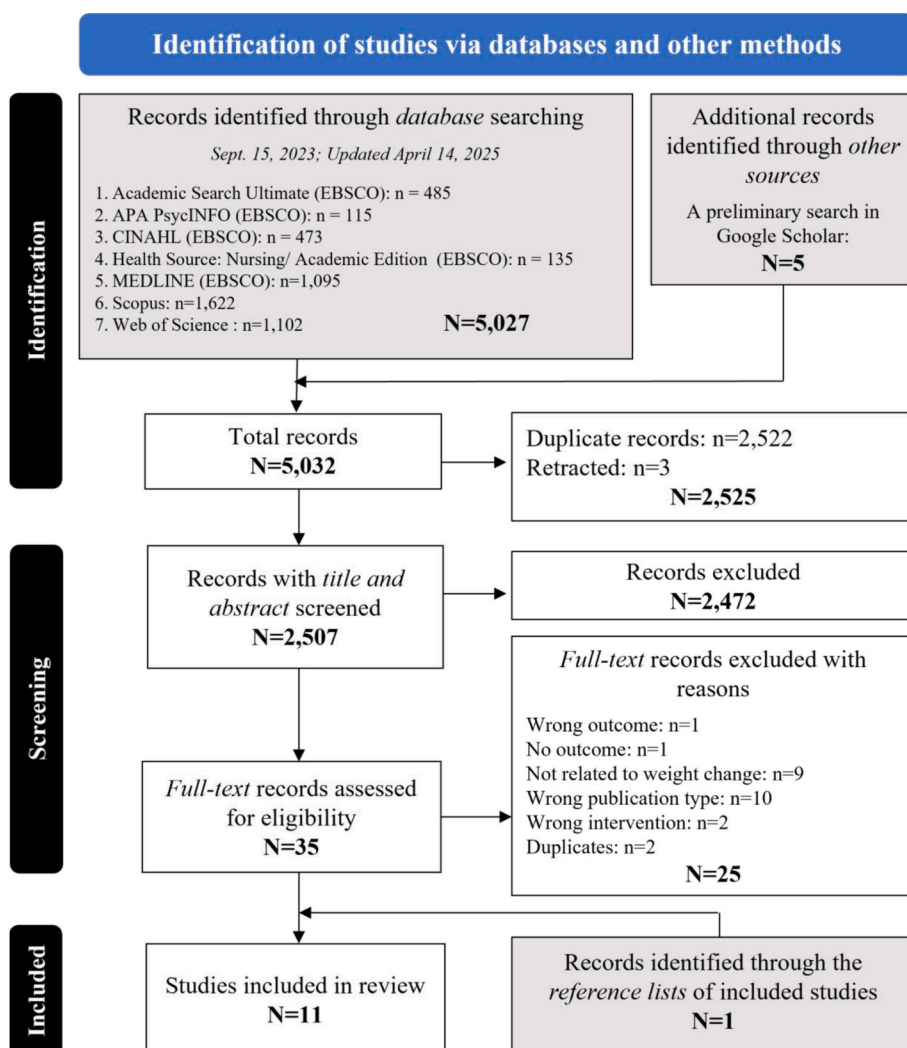 Identification of studies via databases and other methods
Identification
Records identified through database searching
Sept. 15, 2023; Updated April 14, 2025
1. Academic Search Ultimate (EBSCO): n = 485
2. APA PsycINFO (EBSCO): n = 115
3. CINAHL (EBSCO): n = 473
4. Health Source: Nursing/ Academic Edition (EBSCO): n = 135
5. MEDLINE (EBSCO): n=1,095
6. Scopus: n=1,622
7. Web of Science : n=1,102
N=5,027
Additional records
identified through other
sources
A preliminary search in
Google Scholar:
N=5
Total records
N=5,032
Duplicate records: n=2,522
Retracted: n=3
N=2,525
Screening
Records with title and
abstract screened
N=2,507
Records excluded
N=2,472
Full-text records assessed
for eligibility
N=35
Full-text records excluded with
reasons
Wrong outcome: n=1
No outcome: n=1
Not related to weight change: n=9
Wrong publication type: n=10
Wrong intervention: n=2
Duplicates: n=2
N=25
Included
Studies included in review
N=11
Records identified through the
reference lists of included studies
N=1